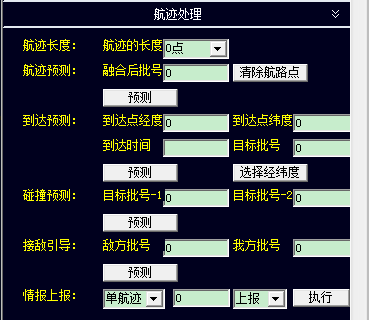 航迹处理
航迹长度: 航迹的长度 0点
航迹预测: 融合后批号 0 清除航路点
预测
到达预测: 到达点经度 0 到达点纬度 0
到达时间 目标批号 0
预测 选择经纬度
碰撞预测: 目标批号-1 0 目标批号-2 0
预测
接敌引导: 敌方批号 0 我方批号 0
预测
情报上报: 单航迹 0 上报 执行